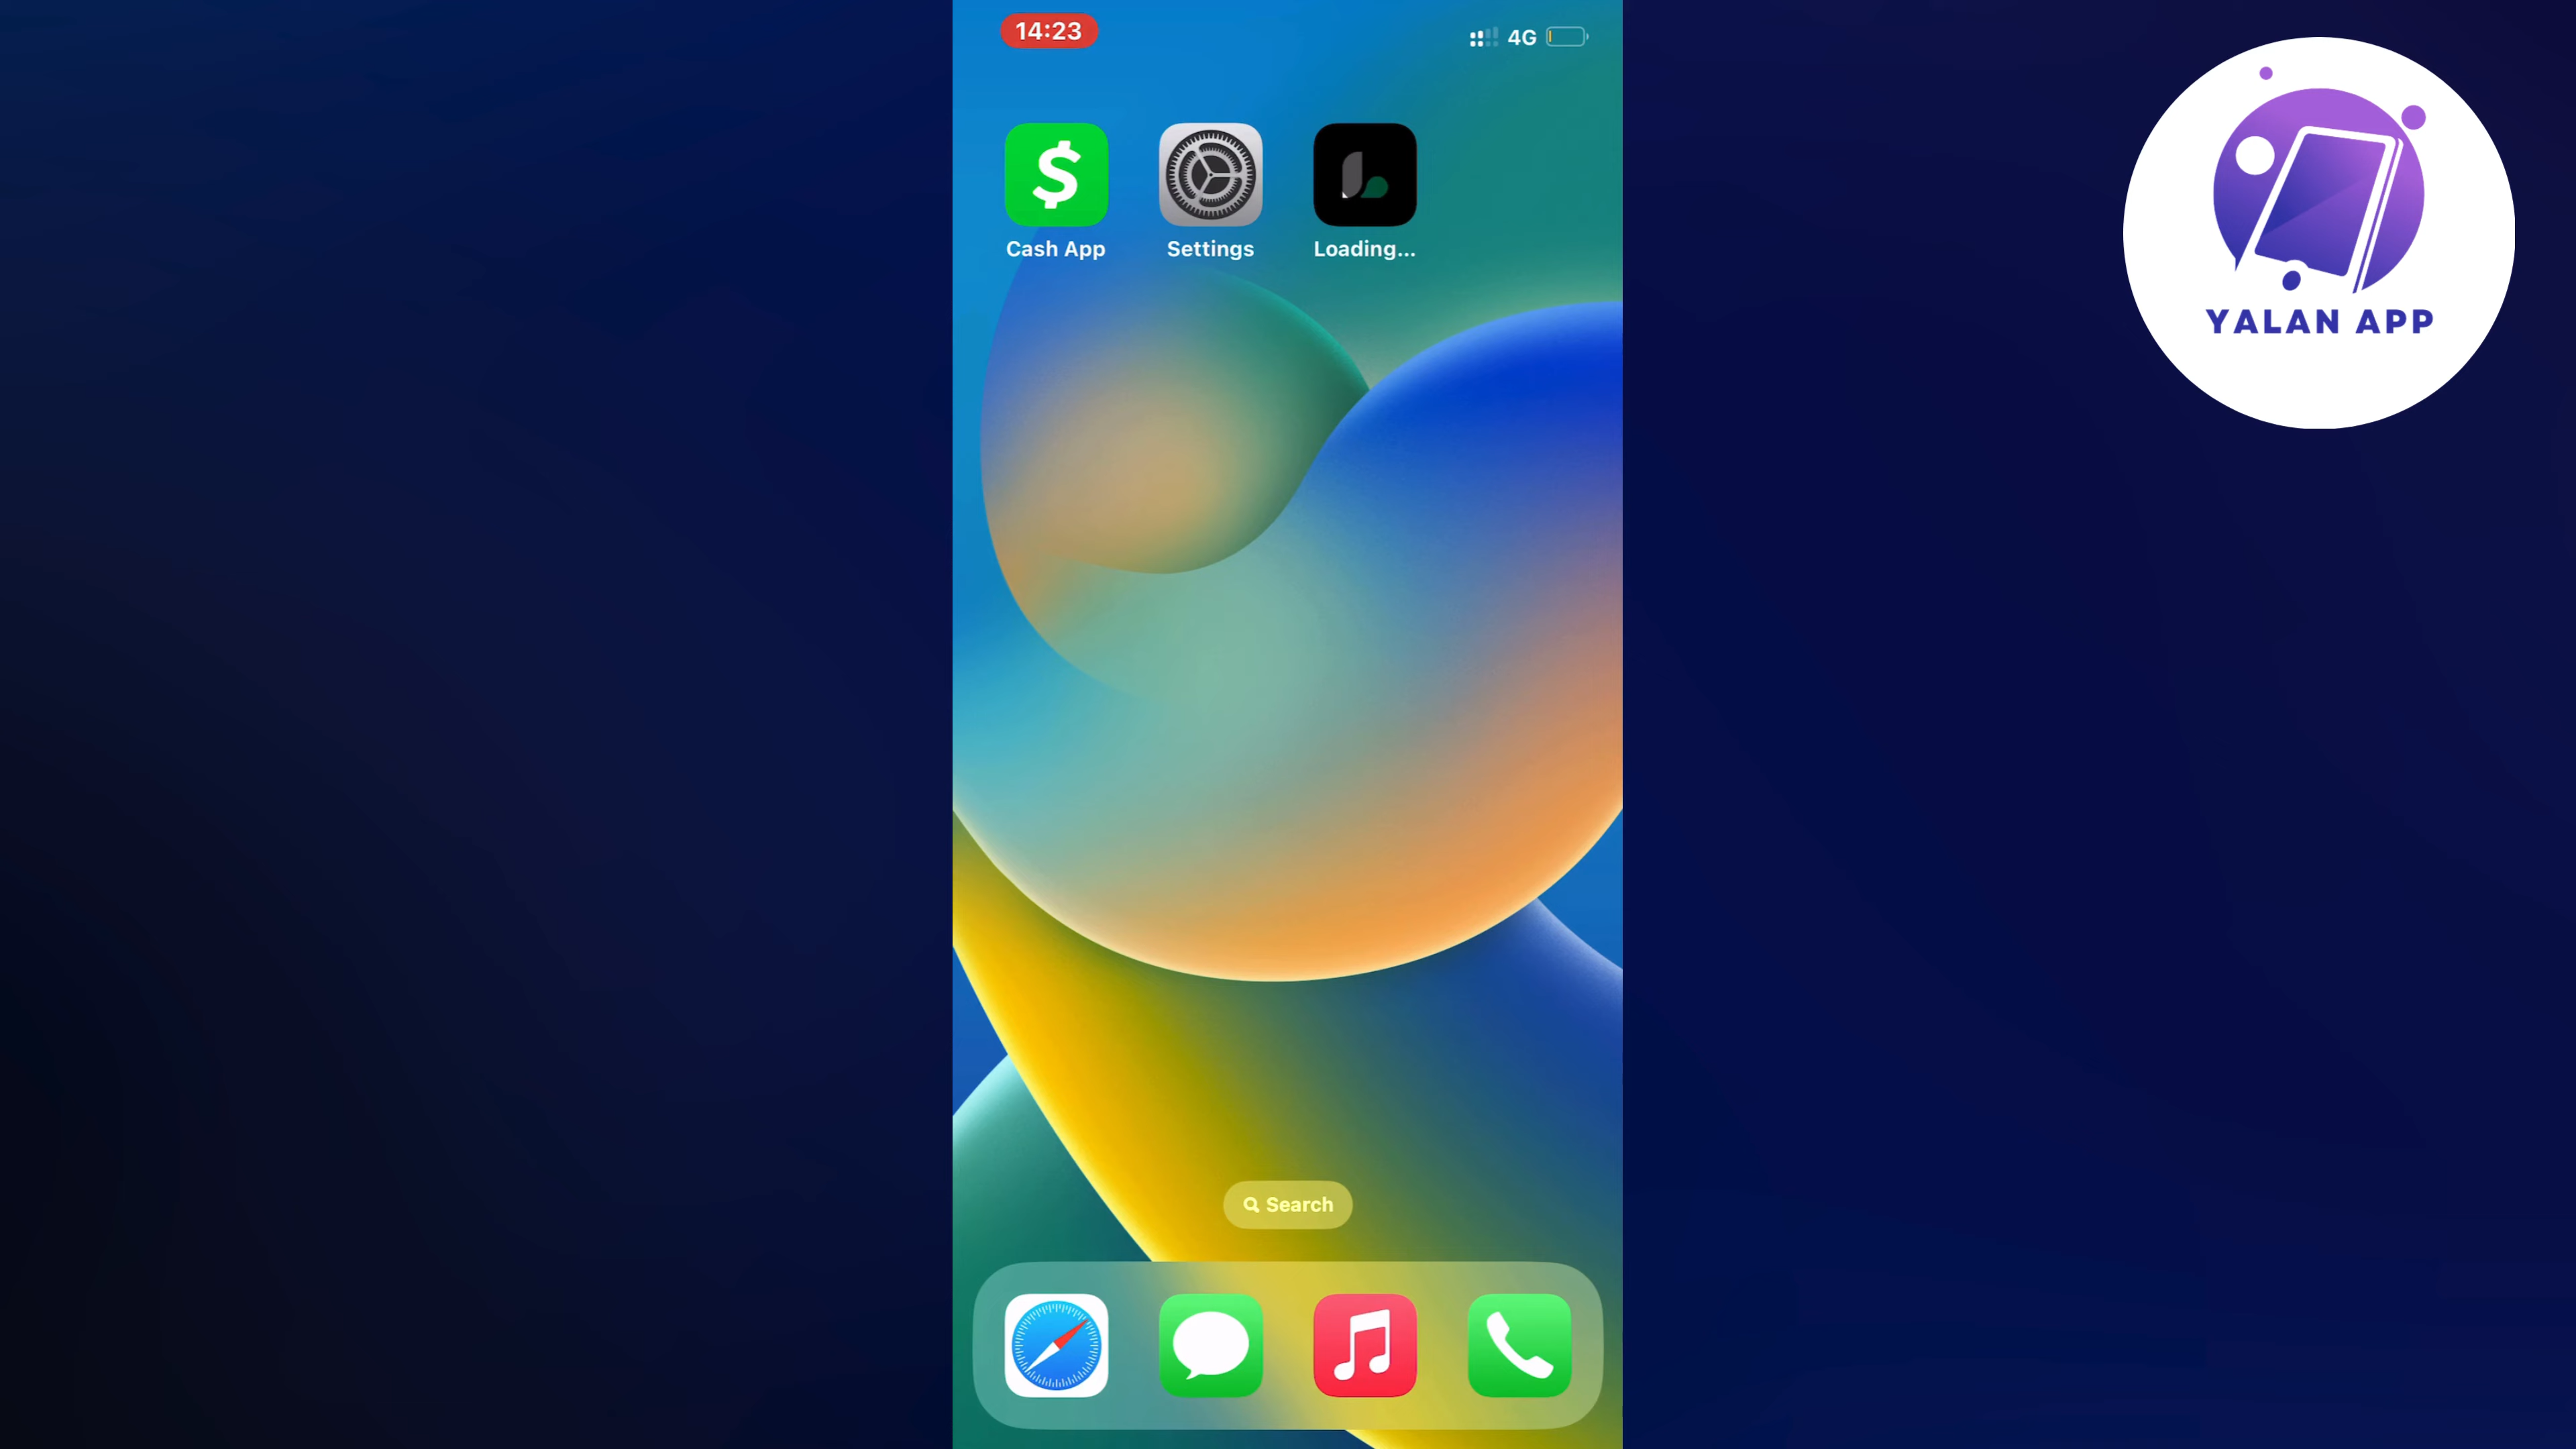 14:23
4G
Cash App
Settings
Loading...
YALAN APP
Search